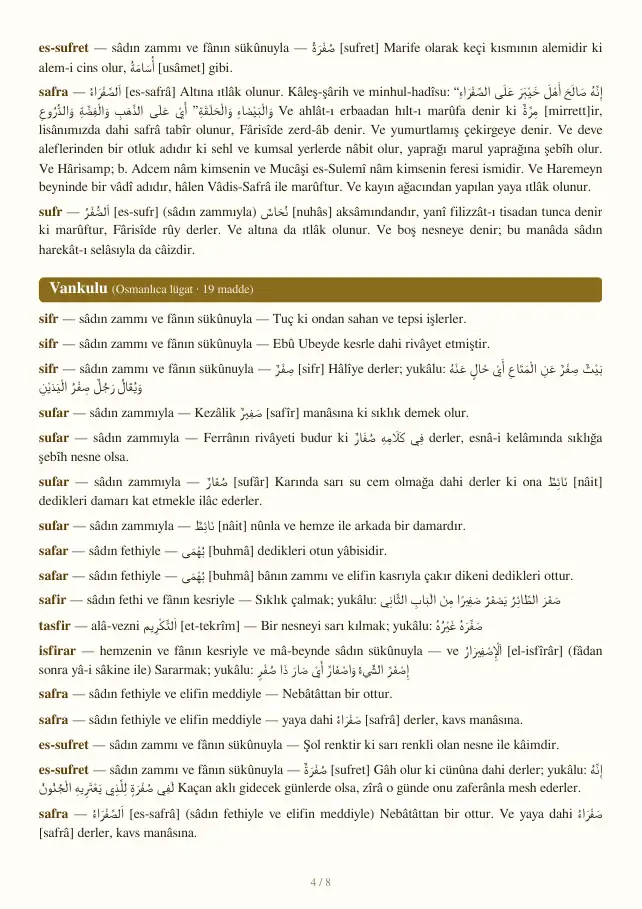 es-sufret — sâdın zammı ve fânın sükûnuyla — صُفْرَةُ [sufret] Marife olarak keçi kısmının alemidir ki
alem-i cins olur, أُسَامَةُ [usâmet] gibi.
safra — اَلصَّفْرَاءُ [es-safrâ] Altına ıtlâk olunur. Kâleş-şârih ve minhul-hadîsu: “إِنَّهُ صَالَحَ أَهْلَ خَيْبَرَ عَلَى الصَّفْرَاءِ
وَالْبَيْضَاءِ وَالْحَلَقَةِ” أَيْ عَلَى الذَّهَبِ وَالْفِضَّةِ وَالدُّرُوعِ Ve ahlât-ı erbaadan hılt-ı marûfa denir ki مِرَّةٌ [mirrett]ir,
lisânımızda dahi safrâ tabîr olunur, Fârisîde zerd-âb denir. Ve yumurtlamış çekirgeye denir. Ve deve
aleflerinden bir otluk adıdır ki sehl ve kumsal yerlerde nâbit olur, yaprağı marul yaprağına şebîh olur.
Ve Hârisamp; b. Adcem nâm kimsenin ve Mucâşi es-Sulemî nâm kimsenin feresi ismidir. Ve Haremeyn
beyninde bir vâdî adıdır, hâlen Vâdis-Safrâ ile marûftur. Ve kayın ağacından yapılan yaya ıtlâk olunur.
sufr — اَلصُّفْرُ [es-sufr] (sâdın zammıyla) نُحَاسٌ [nuhâs] aksâmındandır, yanî filizzât-ı tisadan tunca denir
ki marûftur, Fârisîde rûy derler. Ve altına da ıtlâk olunur. Ve boş nesneye denir; bu manâda sâdın
harekât-ı selâsıyla da câizdir.
Vankulu (Osmanlıca lügat · 19 madde)
sifr — sâdın zammı ve fânın sükûnuyla — Tuç ki ondan sahan ve tepsi işlerler.
sifr — sâdın zammı ve fânın sükûnuyla — Ebû Ubeyde kesrle dahi rivâyet etmiştir.
sifr — sâdın zammı ve fânın sükûnuyla — صِفْرٌ [sifr] Hâlîye derler; yukâlu: بَيْتٌ صِفْرٌ عَنِ الْمَتَاعِ أَيْ خَالٍ عَنْهُ
وَيُقَالُ رَجُلٌ صِفْرُ الْيَدَيْنِ
sufar — sâdın zammıyla — Kezâlik صَفِيرٌ [safîr] manâsına ki sıklık demek olur.
sufar — sâdın zammıyla — Ferrânın rivâyeti budur ki فِي كَلَامِهِ صُفَارٌ derler, esnâ-i kelâmında sıklığa
şebîh nesne olsa.
sufar — sâdın zammıyla — صُفَارٌ [sufâr] Karında sarı su cem olmağa dahi derler ki ona نَائِطٌ [nâit]
dedikleri damarı kat etmekle ilâc ederler.
sufar — sâdın zammıyla — نَائِطٌ [nâit] nûnla ve hemze ile arkada bir damardır.
safar — sâdın fethiyle — بُهْمَى [buhmâ] dedikleri otun yâbisidir.
safar — sâdın fethiyle — بُهْمَى [buhmâ] bânın zammı ve elifin kasrıyla çakır dikeni dedikleri ottur.
safir — sâdın fethi ve fânın kesriyle — Sıklık çalmak; yukâlu: صَفَرَ الطَّائِرُ يَصْفِرُ صَفِيرًا مِنَ الْبَابِ الثَّانِي
tasfir — alâ-vezni اَلتَّكْرِيم [et-tekrîm] — Bir nesneyi sarı kılmak; yukâlu: صَفَّرَهُ غَيْرُهُ
isfirar — hemzenin ve fânın kesriyle ve mâ-beynde sâdın sükûnuyla — ve اَلْإِصْفِيرَارُ [el-isfîrâr] (fâdan
sonra yâ-i sâkine ile) Sararmak; yukâlu: إِصْفَرَّ الشَّيْءُ وَاصْفَارَّ أَيْ صَارَ ذَا صُفْرٍ
safra — sâdın fethiyle ve elifin meddiyle — Nebâtâttan bir ottur.
safra — sâdın fethiyle ve elifin meddiyle — yaya dahi صَفْرَاءُ [safrâ] derler, kavs manâsına.
es-sufret — sâdın zammı ve fânın sükûnuyla — Şol renktir ki sarı renkli olan nesne ile kâimdir.
es-sufret — sâdın zammı ve fânın sükûnuyla — صُفْرَةٌ [sufret] Gâh olur ki cünûna dahi derler; yukâlu: إِنَّهُ
لَفِي صُفْرَةٍ لِلَّذِي يَعْتَرِيهِ الْجُنُونُ Kaçan aklı gidecek günlerde olsa, zîrâ o günde onu zaferânla mesh ederler.
safra — اَلصَّفْرَاءُ [es-safrâ] (sâdın fethiyle ve elifin meddiyle) Nebâtâttan bir ottur. Ve yaya dahi صَفْرَاءُ
[safrâ] derler, kavs manâsına.
4 / 8